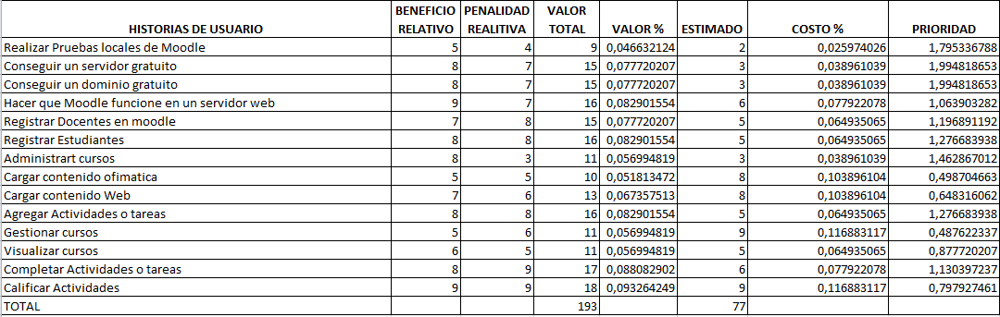 HISTORIAS DE USUARIO BENEFICIO RELATIVO PENALIDAD REALITIVA VALOR TOTAL VALOR % ESTIMADO COSTO % PRIORIDAD
Realizar Pruebas locales de Moodle 5 4 9 0,046632124 2 0,025974026 1,795336788
Conseguir un servidor gratuito 8 7 15 0,077720207 3 0,038961039 1,994818653
Conseguir un dominio gratuito 8 7 15 0,077720207 3 0,038961039 1,994818653
Hacer que Moodle funcione en un servidor web 9 7 16 0,082901554 6 0,077922078 1,063903282
Registrar Docentes en moodle 7 8 15 0,077720207 5 0,064935065 1,196891192
Registrar Estudiantes 8 8 16 0,082901554 5 0,064935065 1,276683938
Administrart cursos 8 3 11 0,056994819 3 0,038961039 1,462867012
Cargar contenido ofimatica 5 5 10 0,051813472 8 0,103896104 0,498704663
Cargar contenido Web 7 6 13 0,067357513 8 0,103896104 0,648316062
Agregar Actividades o tareas 8 8 16 0,082901554 5 0,064935065 1,276683938
Gestionar cursos 5 6 11 0,056994819 9 0,116883117 0,487622337
Visualizar cursos 6 5 11 0,056994819 5 0,064935065 0,877720207
Completar Actividades o tareas 8 9 17 0,088082902 6 0,077922078 1,130397237
Calificar Actividades 9 9 18 0,093264249 9 0,116883117 0,797927461
TOTAL 193 77